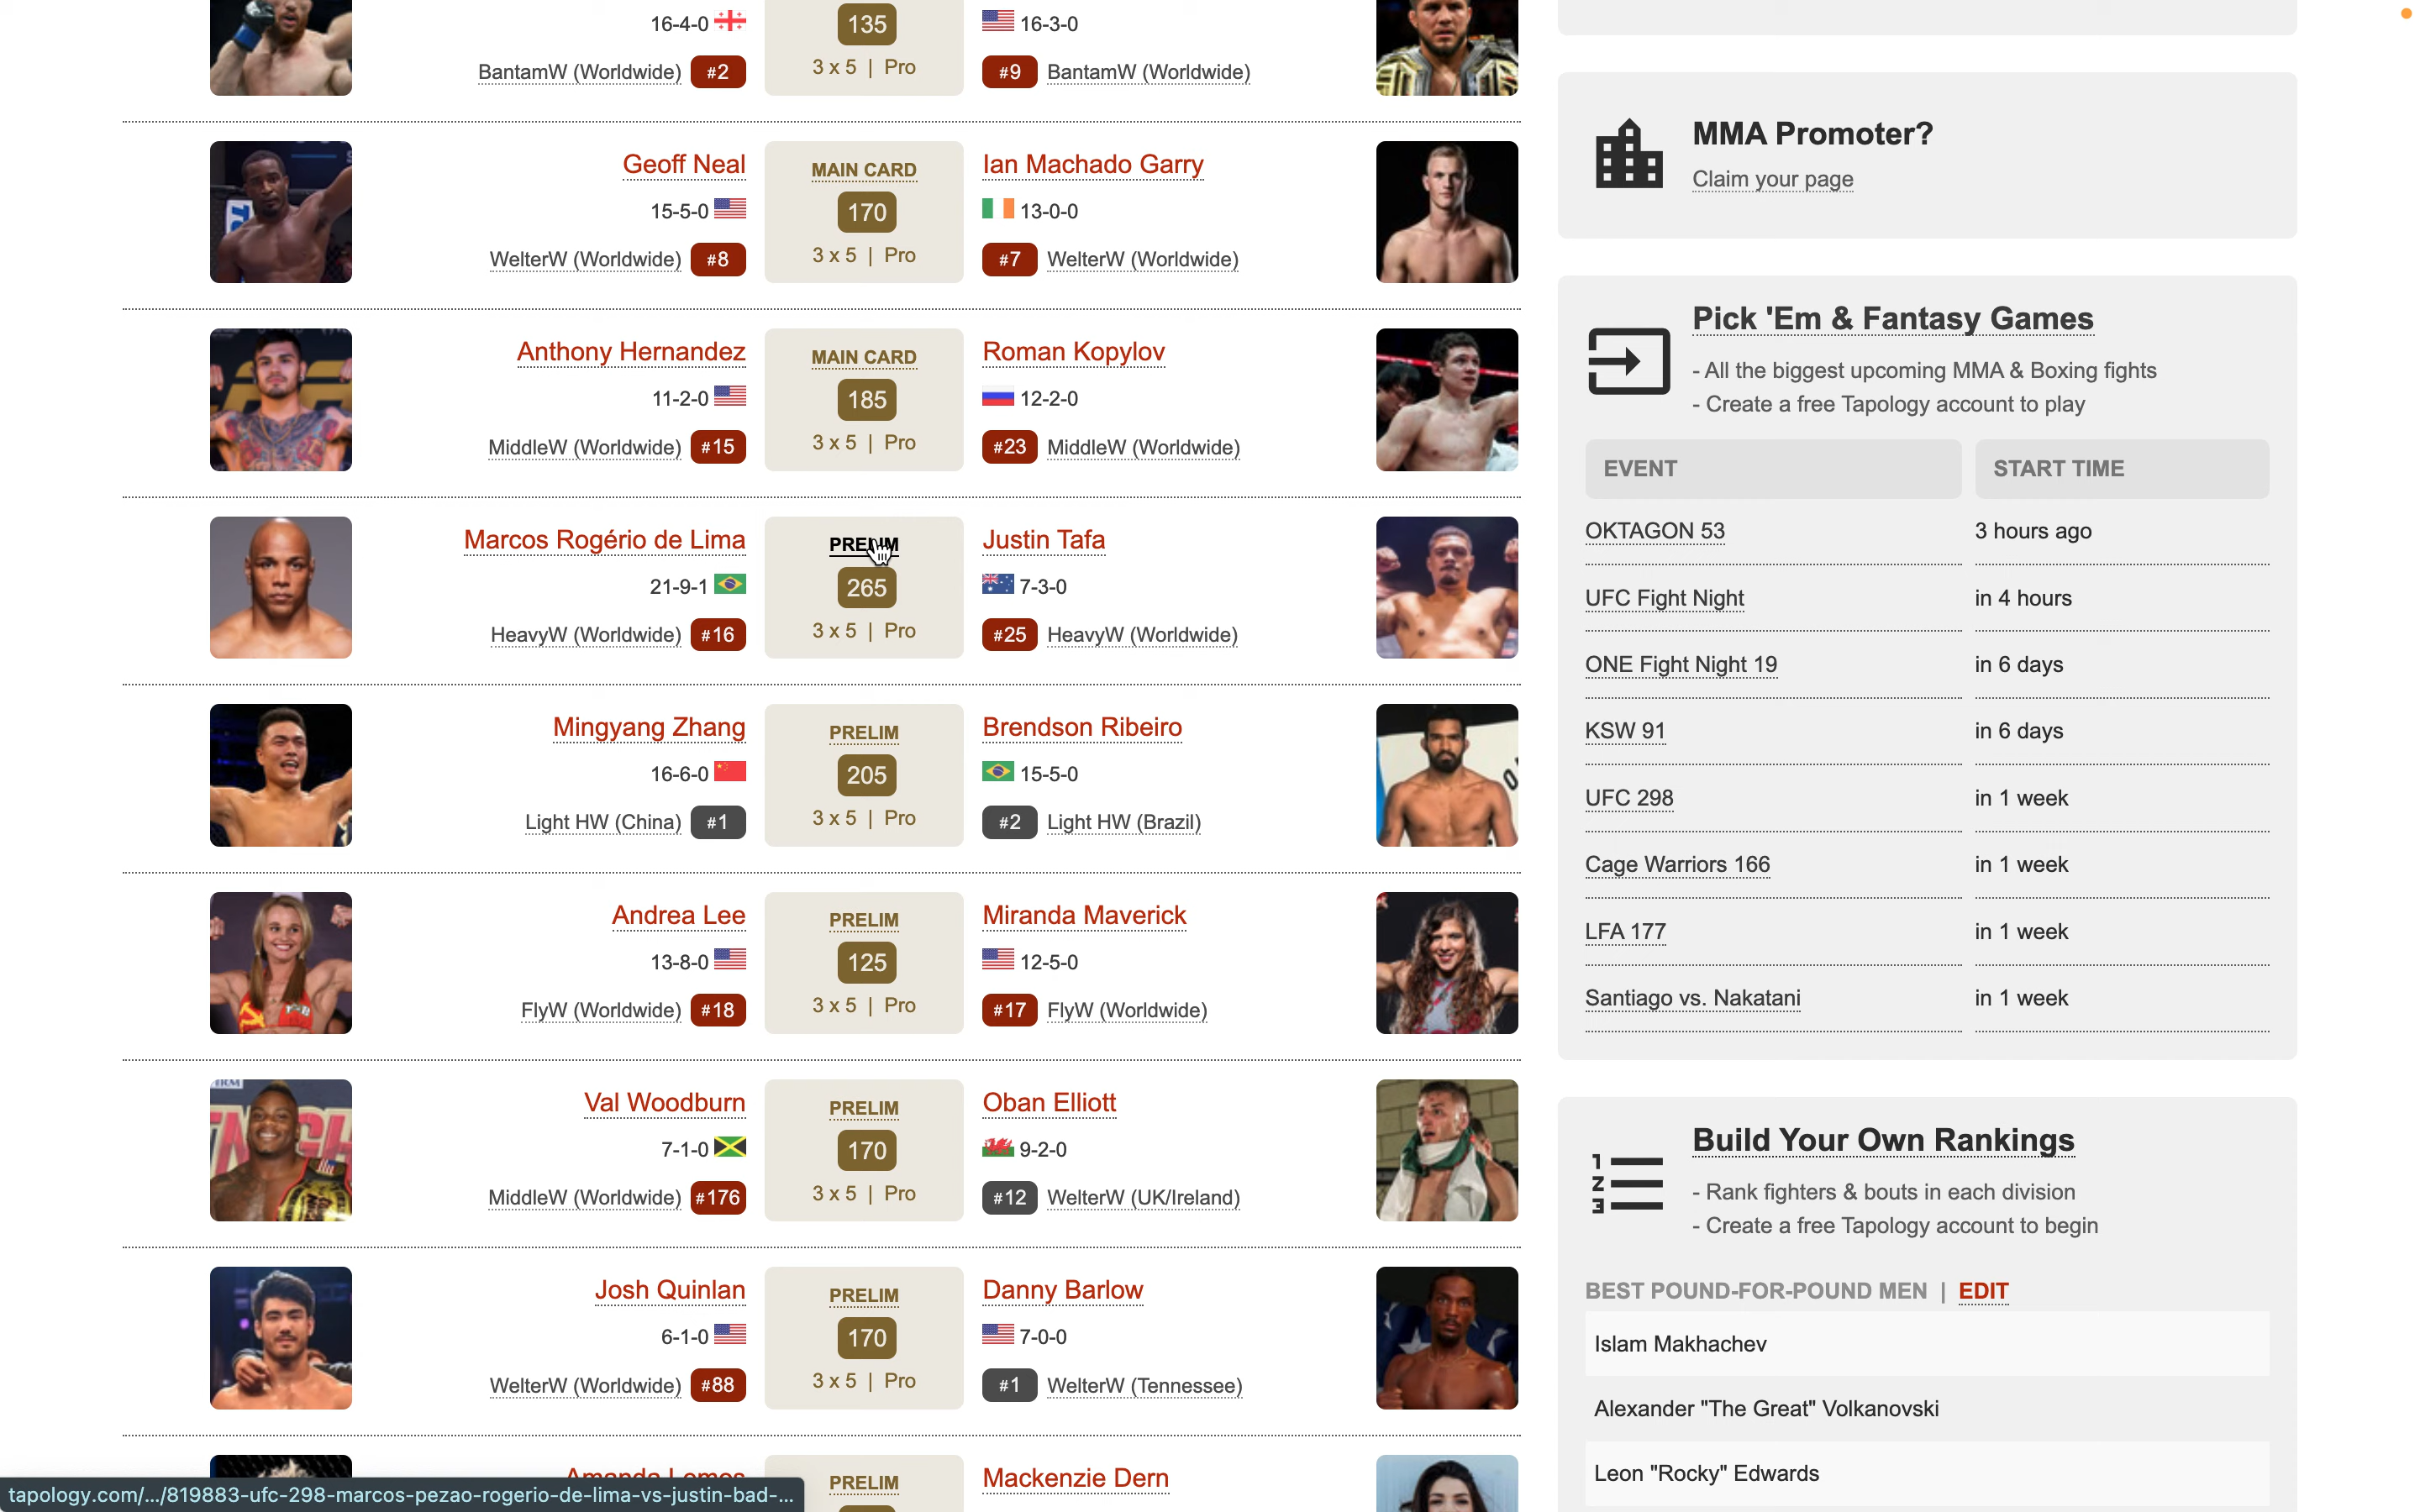 16-4-0
135
16-3-0
3 x 5 | Pro
BantamW (Worldwide) #2
#9 BantamW (Worldwide)
Geoff Neal
MAIN CARD
Ian Machado Garry
15-5-0
170
13-0-0
WelterW (Worldwide) #8
3 x 5 | Pro
#7 WelterW (Worldwide)
Anthony Hernandez
MAIN CARD
Roman Kopylov
11-2-0
185
12-2-0
MiddleW (Worldwide) #15
3 x 5 | Pro
#23 MiddleW (Worldwide)
Marcos Rogério de Lima
PRELIM
Justin Tafa
21-9-1
265
7-3-0
HeavyW (Worldwide) #16
3 x 5 | Pro
#25 HeavyW (Worldwide)
Mingyang Zhang
PRELIM
Brendson Ribeiro
16-6-0
205
15-5-0
Light HW (China) #1
3 x 5 | Pro
#2 Light HW (Brazil)
Andrea Lee
PRELIM
Miranda Maverick
13-8-0
125
12-5-0
FlyW (Worldwide) #18
3 x 5 | Pro
#17 FlyW (Worldwide)
Val Woodburn
PRELIM
Oban Elliott
7-1-0
170
9-2-0
MiddleW (Worldwide) #176
3 x 5 | Pro
#12 WelterW (UK/Ireland)
Josh Quinlan
PRELIM
Danny Barlow
6-1-0
170
7-0-0
WelterW (Worldwide) #88
3 x 5 | Pro
#1 WelterW (Tennessee)
Amanda Lemos
PRELIM
Mackenzie Dern
tapology.com/.../819883-ufc-298-marcos-pezao-rogerio-de-lima-vs-justin-bad-...
MMA Promoter?
Claim your page
Pick 'Em & Fantasy Games
- All the biggest upcoming MMA & Boxing fights
- Create a free Tapology account to play
EVENT START TIME
OKTAGON 53 3 hours ago
UFC Fight Night in 4 hours
ONE Fight Night 19 in 6 days
KSW 91 in 6 days
UFC 298 in 1 week
Cage Warriors 166 in 1 week
LFA 177 in 1 week
Santiago vs. Nakatani in 1 week
Build Your Own Rankings
- Rank fighters & bouts in each division
- Create a free Tapology account to begin
BEST POUND-FOR-POUND MEN | EDIT
Islam Makhachev
Alexander "The Great" Volkanovski
Leon "Rocky" Edwards